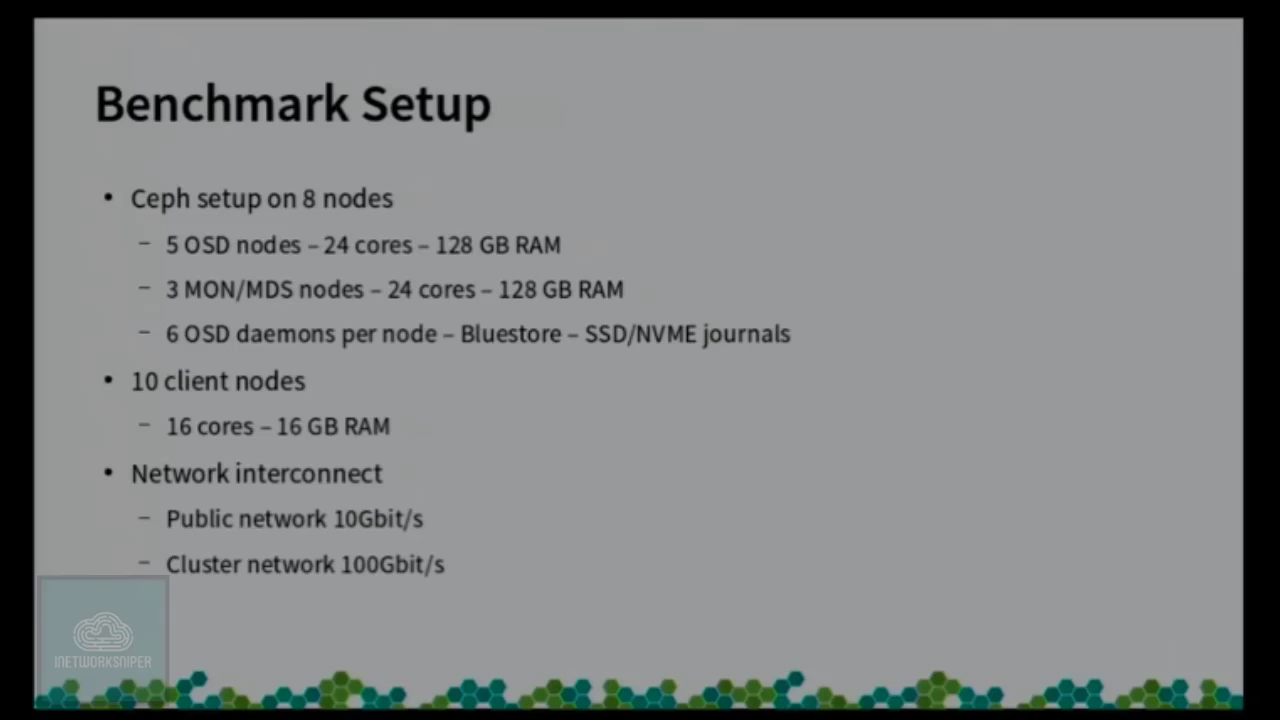 Benchmark Setup
• Ceph setup on 8 nodes
– 5 OSD nodes – 24 cores – 128 GB RAM
– 3 MON/MDS nodes – 24 cores – 128 GB RAM
– 6 OSD daemons per node – Bluestore – SSD/NVME journals
• 10 client nodes
– 16 cores – 16 GB RAM
• Network interconnect
– Public network 10Gbit/s
– Cluster network 100Gbit/s
INETWORKSNIPER